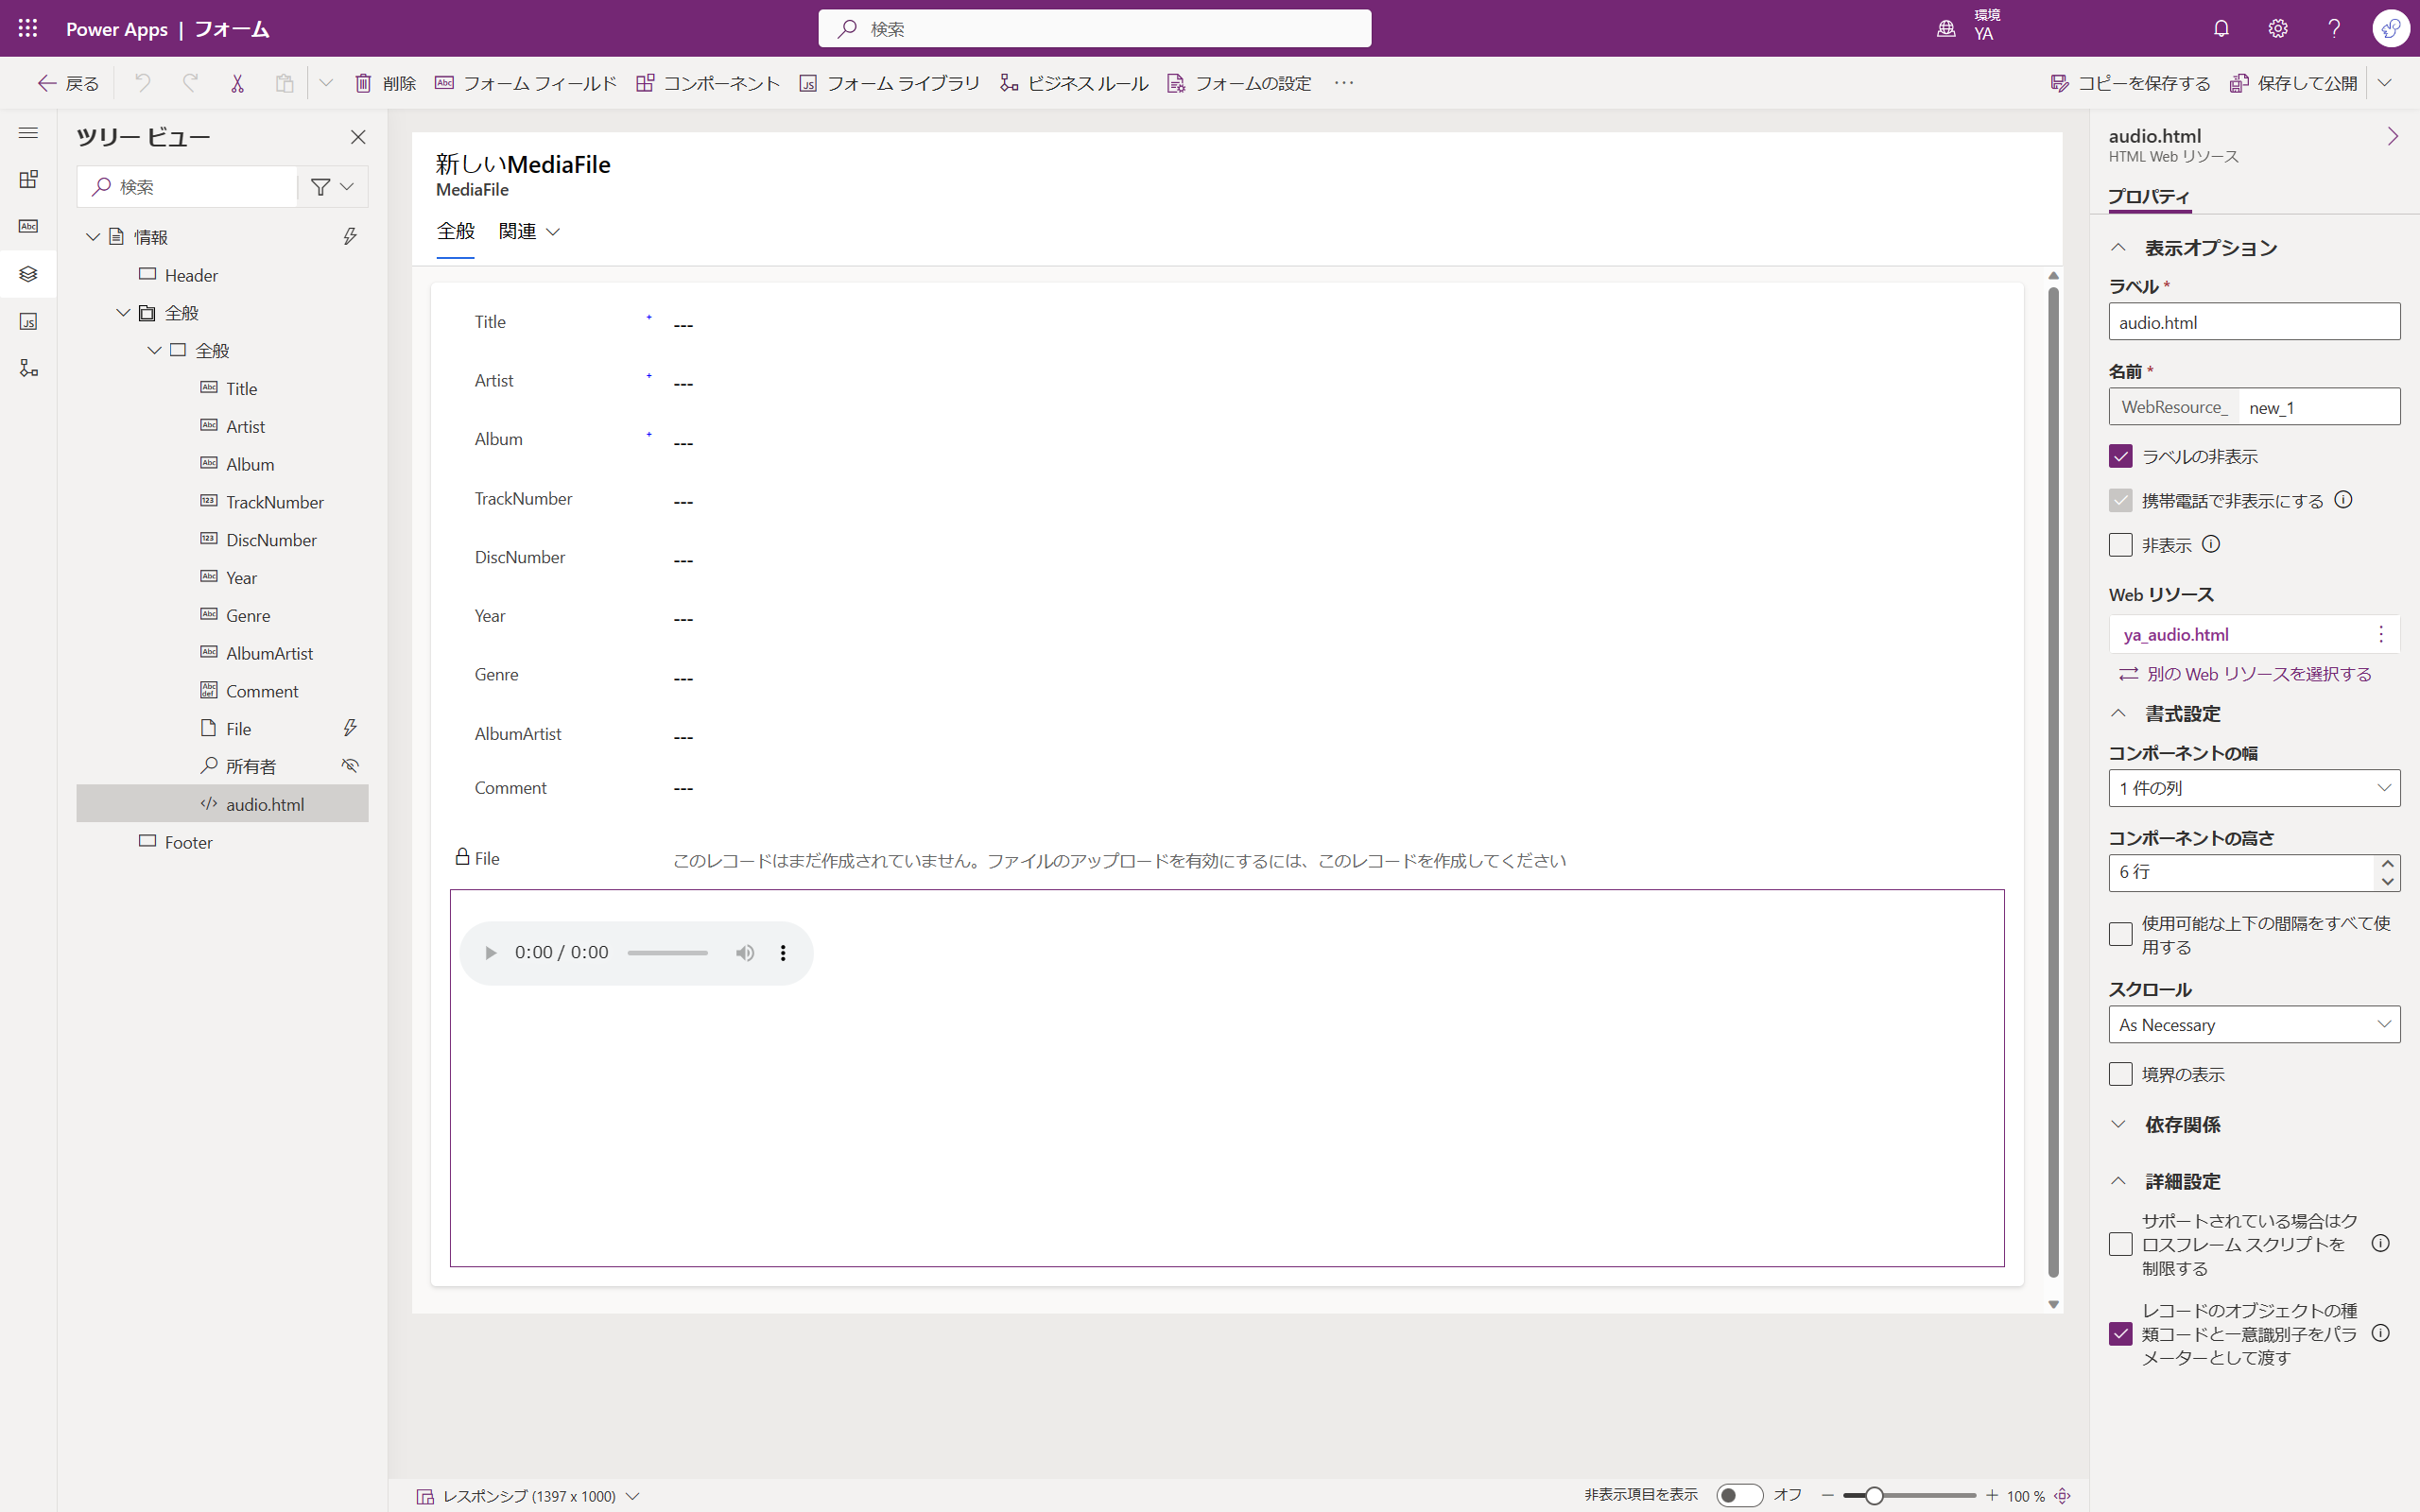 Power Apps | フォーム
検索
環境
YA
戻る
削除
フォーム フィールド
コンポーネント
フォーム ライブラリ
ビジネス ルール
フォームの設定
コピーを保存する
保存して公開
ツリー ビュー
検索
情報
Header
全般
全般
Title
Artist
Album
TrackNumber
DiscNumber
Year
Genre
AlbumArtist
Comment
File
所有者
audio.html
Footer
新しいMediaFile
MediaFile
全般 関連
Title + ---
Artist + ---
Album + ---
TrackNumber ---
DiscNumber ---
Year ---
Genre ---
AlbumArtist ---
Comment ---
File このレコードはまだ作成されていません。ファイルのアップロードを有効にするには、このレコードを作成してください
0:00 / 0:00
レスポンシブ (1397 x 1000)
非表示項目を表示 オフ
100 %
audio.html
HTML Web リソース
プロパティ
表示オプション
ラベル *
audio.html
名前 *
WebResource_ new_1
ラベルの非表示
携帯電話で非表示にする
非表示
Web リソース
ya_audio.html
別の Web リソースを選択する
書式設定
コンポーネントの幅
1 件の列
コンポーネントの高さ
6 行
使用可能な上下の間隔をすべて使
用する
スクロール
As Necessary
境界の表示
依存関係
詳細設定
サポートされている場合はク
ロスフレーム スクリプトを
制限する
レコードのオブジェクトの種
類コードと一意識別子をパラ
メーターとして渡す